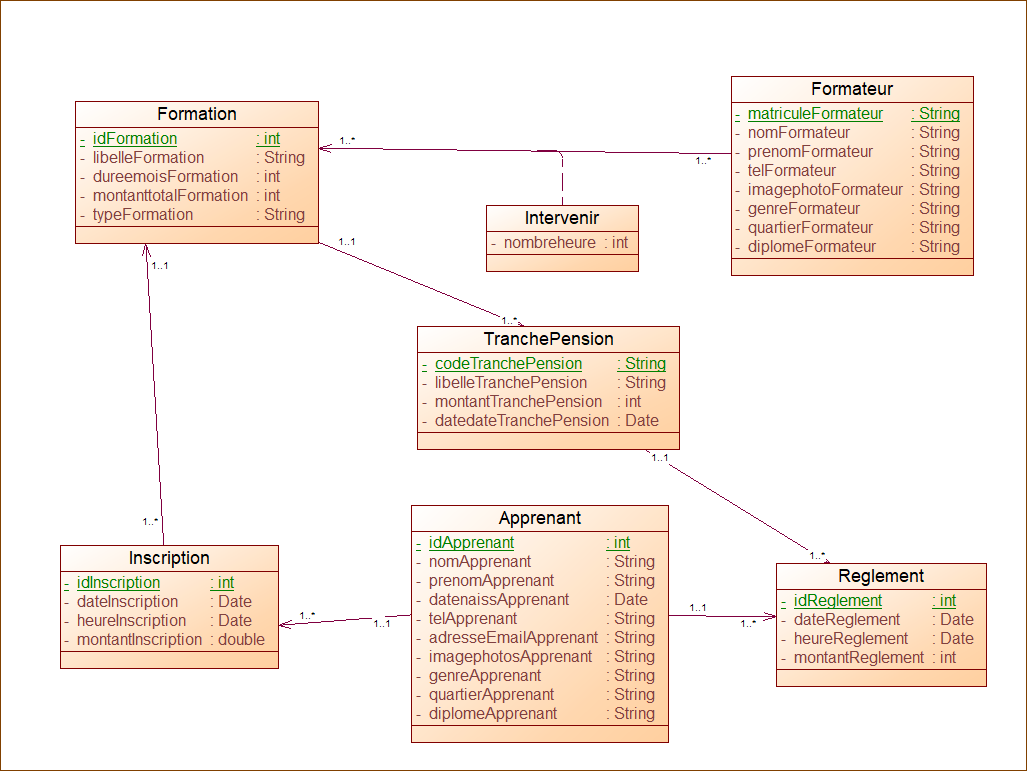 Formation
- idFormation : int
- libelleFormation : String
- dureemoisFormation : int
- montanttotalFormation : int
- typeFormation : String
1..*
1..*
Formateur
- matriculeFormateur : String
- nomFormateur : String
- prenomFormateur : String
- telFormateur : String
- imagephotoFormateur : String
- genreFormateur : String
- quartierFormateur : String
- diplomeFormateur : String
Intervenir
- nombreheure : int
1..1
1..1
1..*
TranchePension
- codeTranchePension : String
- libelleTranchePension : String
- montantTranchePension : int
- datedateTranchePension : Date
1..1
1..*
1..*
Inscription
- idInscription : int
- dateInscription : Date
- heureInscription : Date
- montantInscription : double
1..*
1..1
Apprenant
- idApprenant : int
- nomApprenant : String
- prenomApprenant : String
- datenaissApprenant : Date
- telApprenant : String
- adresseEmailApprenant : String
- imagephotosApprenant : String
- genreApprenant : String
- quartierApprenant : String
- diplomeApprenant : String
1..1
1..*
Reglement
- idReglement : int
- dateReglement : Date
- heureReglement : Date
- montantReglement : int